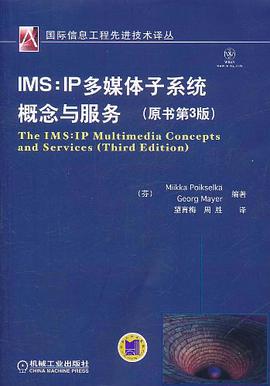 国际信息工程先进技术译丛
WILEY
IMS:IP多媒体子系统
概念与服务 (原书第3版)
The IMS:IP Multimedia Concepts
and Services (Third Edition)
(芬) Miikka Poikselka
Georg Mayer 编著
望育梅 周胜 译
机械工业出版社
CHINA MACHINE PRESS